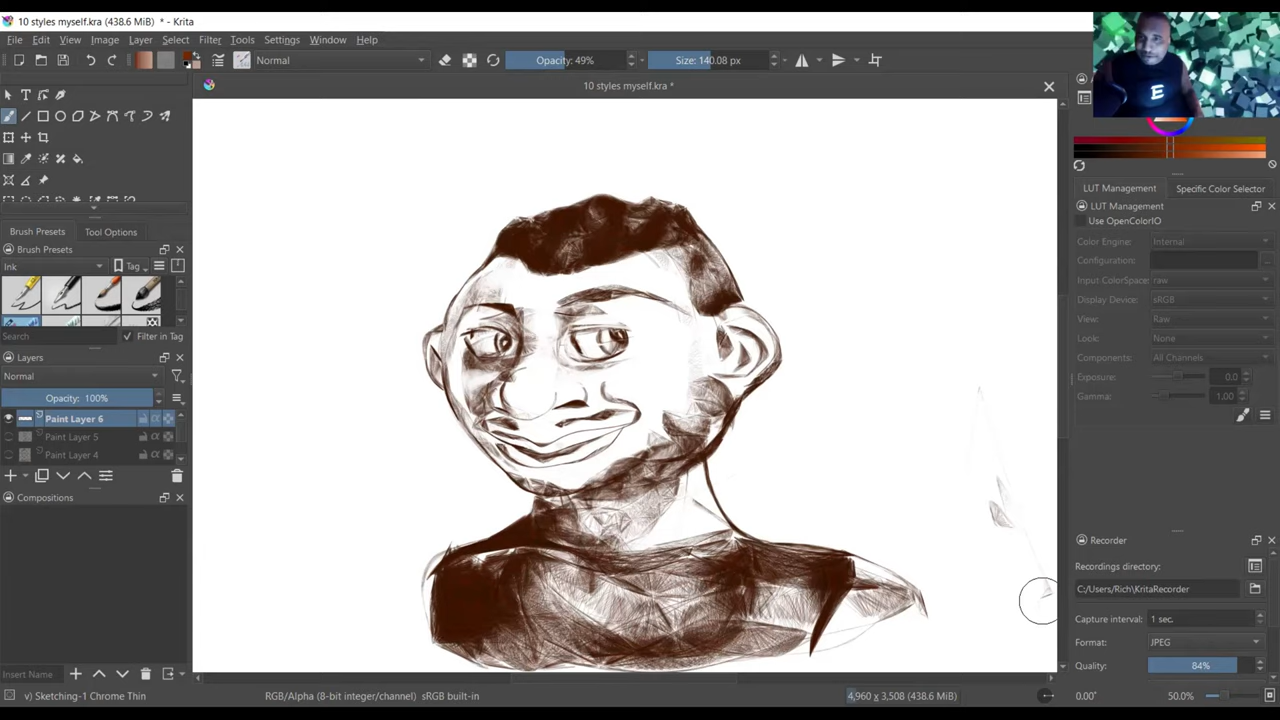 10 styles myself.kra (438.6 MiB) * - Krita
File Edit View Image Layer Select Filter Tools Settings Window Help
Normal Opacity: 49% Size: 140.08 px
10 styles myself.kra *
E
LUT Management Specific Color Selector
LUT Management
Use OpenColorIO
Color Engine: Internal
Configuration: ...
Input ColorSpace: raw
Display Device: sRGB
View: Raw
Look: None
Components: All Channels
Exposure: 0.0
Gamma: 1.00
Brush Presets Tool Options
Brush Presets
Ink Tag
Search Filter in Tag
Layers
Normal
Opacity: 100%
Paint Layer 6
Paint Layer 5
Paint Layer 4
Compositions
Insert Name
Recorder
Recordings directory:
C:/Users/Rich/KritaRecorder
Capture interval: 1 sec.
Format: JPEG
Quality: 84%
v) Sketching-1 Chrome Thin RGB/Alpha (8-bit integer/channel) sRGB built-in 4,960 x 3,508 (438.6 MiB) 0.00° 50.0%